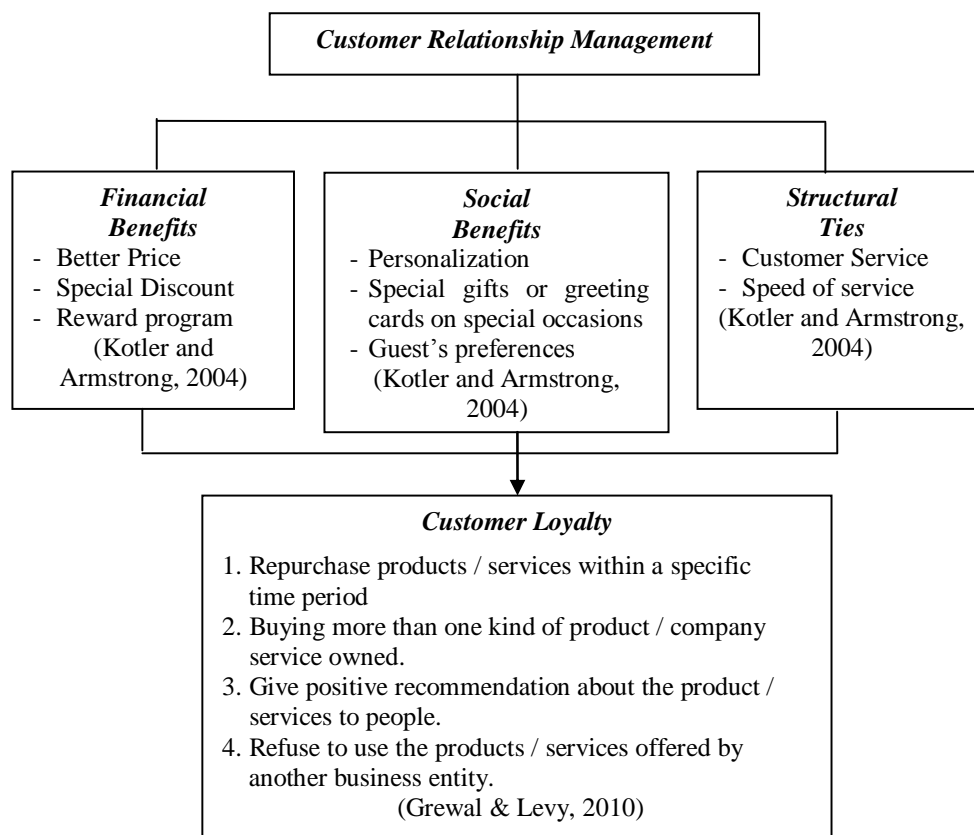 Customer Relationship Management
Financial
Benefits
- Better Price
- Special Discount
- Reward program
(Kotler and
Armstrong, 2004)
Social
Benefits
- Personalization
- Special gifts or greeting
cards on special occasions
- Guest’s preferences
(Kotler and Armstrong,
2004)
Structural
Ties
- Customer Service
- Speed of service
(Kotler and Armstrong,
2004)
Customer Loyalty
1. Repurchase products / services within a specific
time period
2. Buying more than one kind of product / company
service owned.
3. Give positive recommendation about the product /
services to people.
4. Refuse to use the products / services offered by
another business entity.
(Grewal & Levy, 2010)